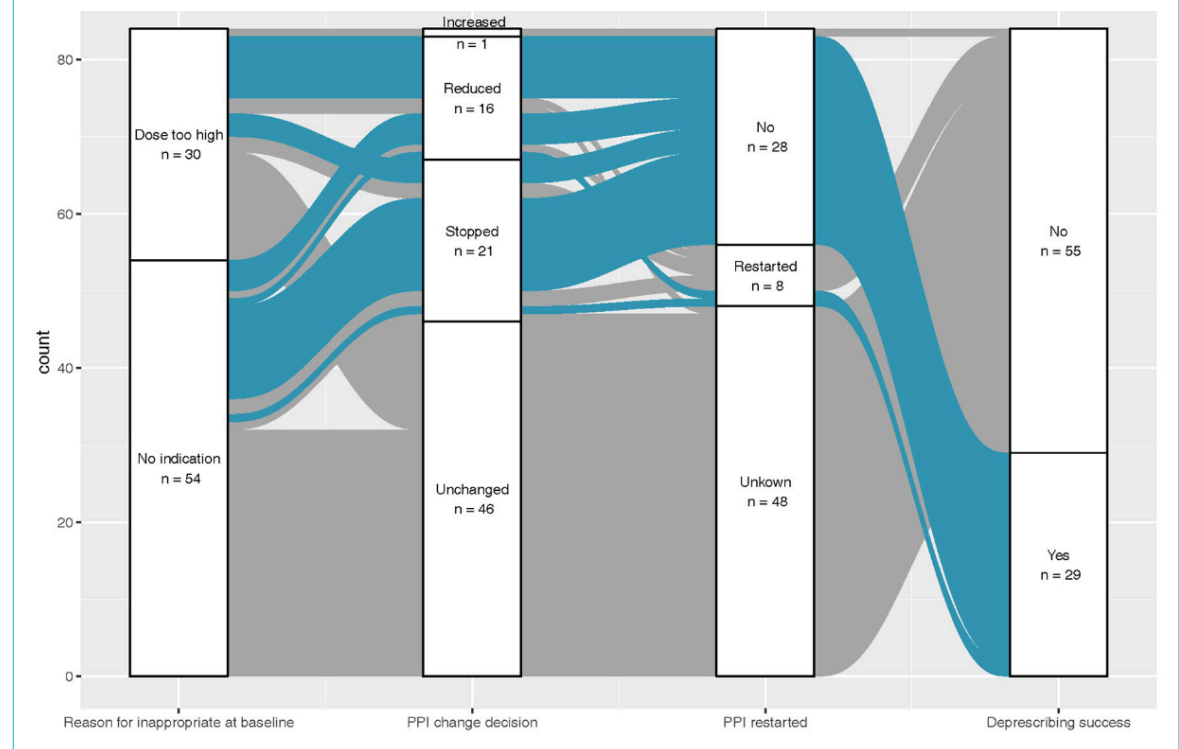 Increased
n = 1
Reduced
n = 16
Dose too high
n = 30
No
n = 28
Stopped
n = 21
No
n = 55
Restarted
n = 8
No indication
n = 54
Unchanged
n = 46
Unkown
n = 48
Yes
n = 29
count
80
60
40
20
0
Reason for inappropriate at baseline
PPI change decision
PPI restarted
Deprescribing success